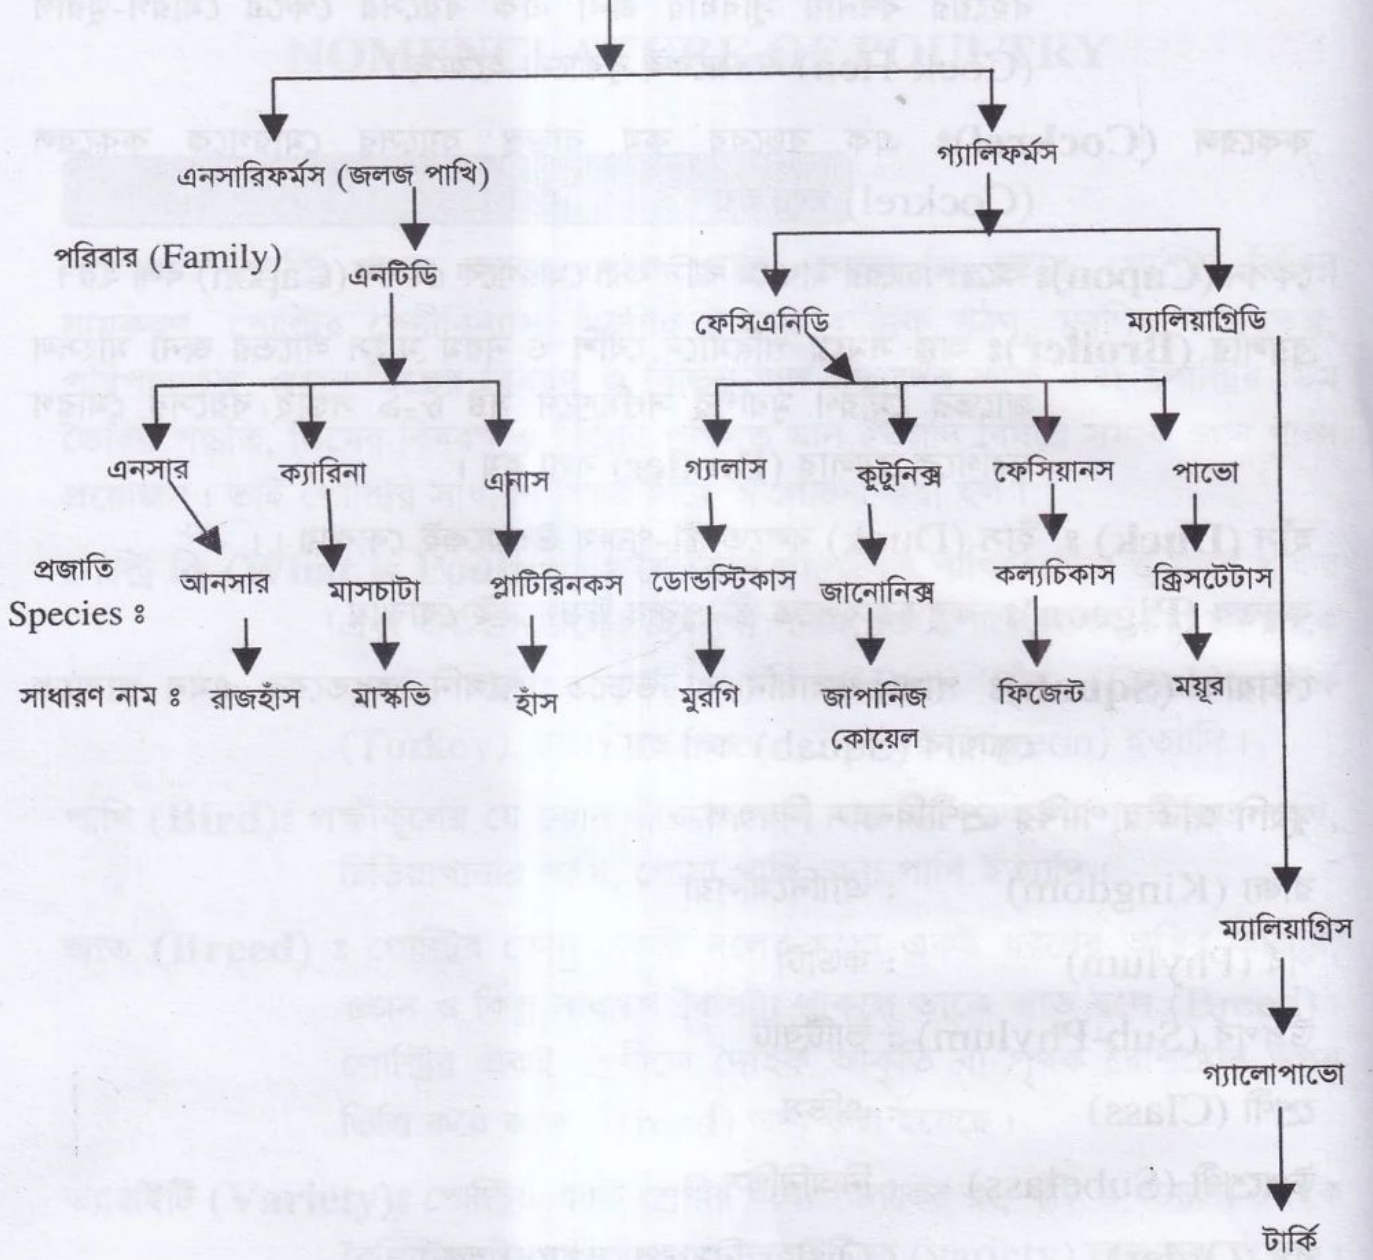 গ্যালিফর্মস
এনসারিফর্মস (জলজ পাখি)
পরিবার (Family)
এনটিডি
ফেসিএনিডি
ম্যালিয়াগ্রিডি
এনসার ক্যারিনা এনাস গ্যালাস কুটুনিক্স ফেসিয়ানস পাভো
প্রজাতি
Species ঃ
আনসার মাসচাটা প্লাটিরিনকস ডোন্ডস্টিকাস জানোনিক্স কল্যচিকাস ক্রিসটেটাস
সাধারণ নাম ঃ রাজহাঁস মাস্কভি হাঁস মুরগি জাপানিজ ফিজেন্ট ময়ূর
কোয়েল
ম্যালিয়াগ্রিস
গ্যালোপাভো
টার্কি